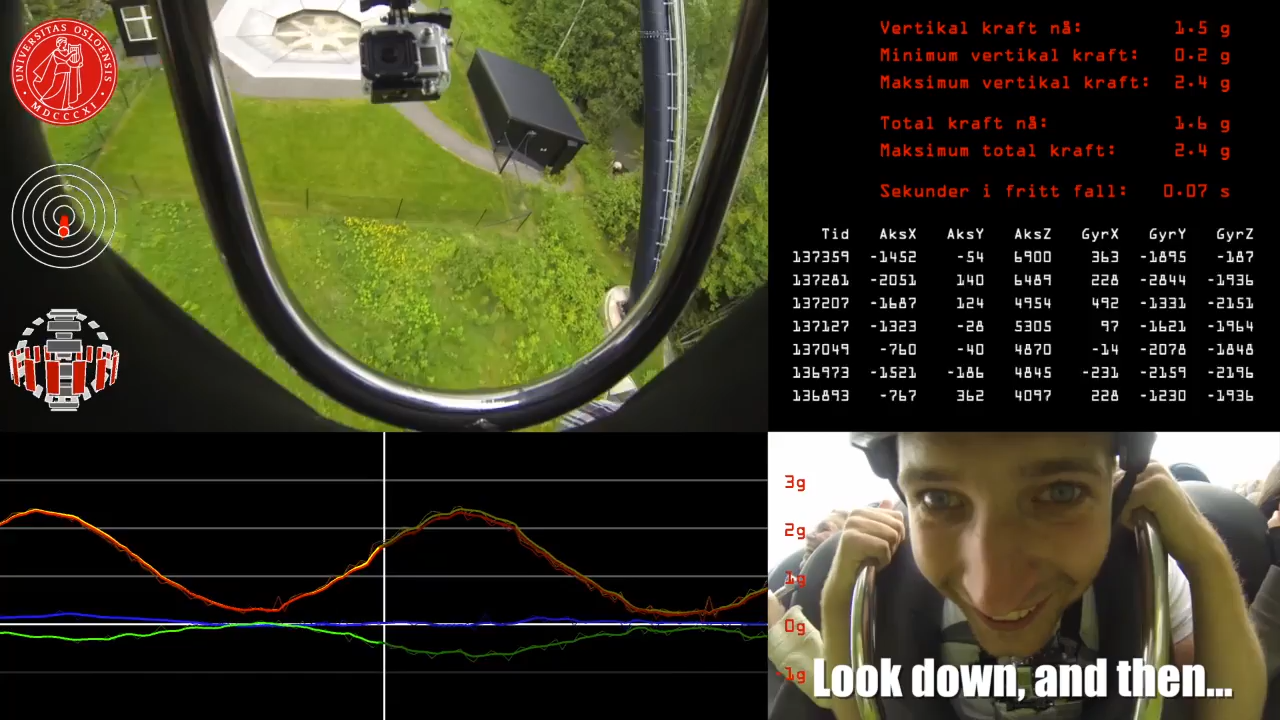 UNIVERSITAS OSLOENSIS
MDCCCXI
Vertikal kraft nå: 1.5 g
Minimum vertikal kraft: 0.2 g
Maksimum vertikal kraft: 2.4 g
Total kraft nå: 1.6 g
Maksimum total kraft: 2.4 g
Sekunder i fritt fall: 0.07 s
Tid AksX AksY AksZ GyrX GyrY GyrZ
137359 -1452 -54 6900 363 -1895 -187
137281 -2051 140 6489 228 -2844 -1936
137207 -1687 124 4954 492 -1331 -2151
137127 -1323 -28 5305 97 -1621 -1964
137049 -760 -40 4870 -14 -2078 -1848
136973 -1521 -186 4845 -231 -2159 -2196
136893 -767 362 4097 228 -1230 -1936
3g
2g
1g
0g
-1g
Look down, and then...